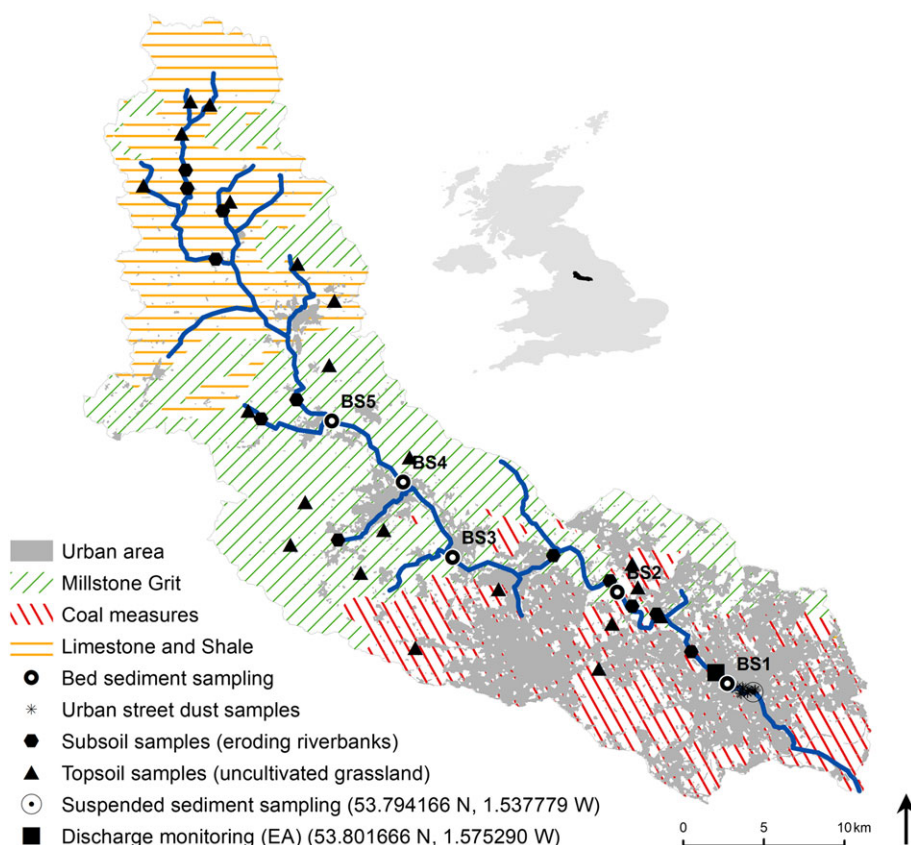 BS5
BS4
BS3
BS2
BS1
Urban area
Millstone Grit
Coal measures
Limestone and Shale
Bed sediment sampling
Urban street dust samples
Subsoil samples (eroding riverbanks)
Topsoil samples (uncultivated grassland)
Suspended sediment sampling (53.794166 N, 1.537779 W)
Discharge monitoring (EA) (53.801666 N, 1.575290 W)
0 5 10 km